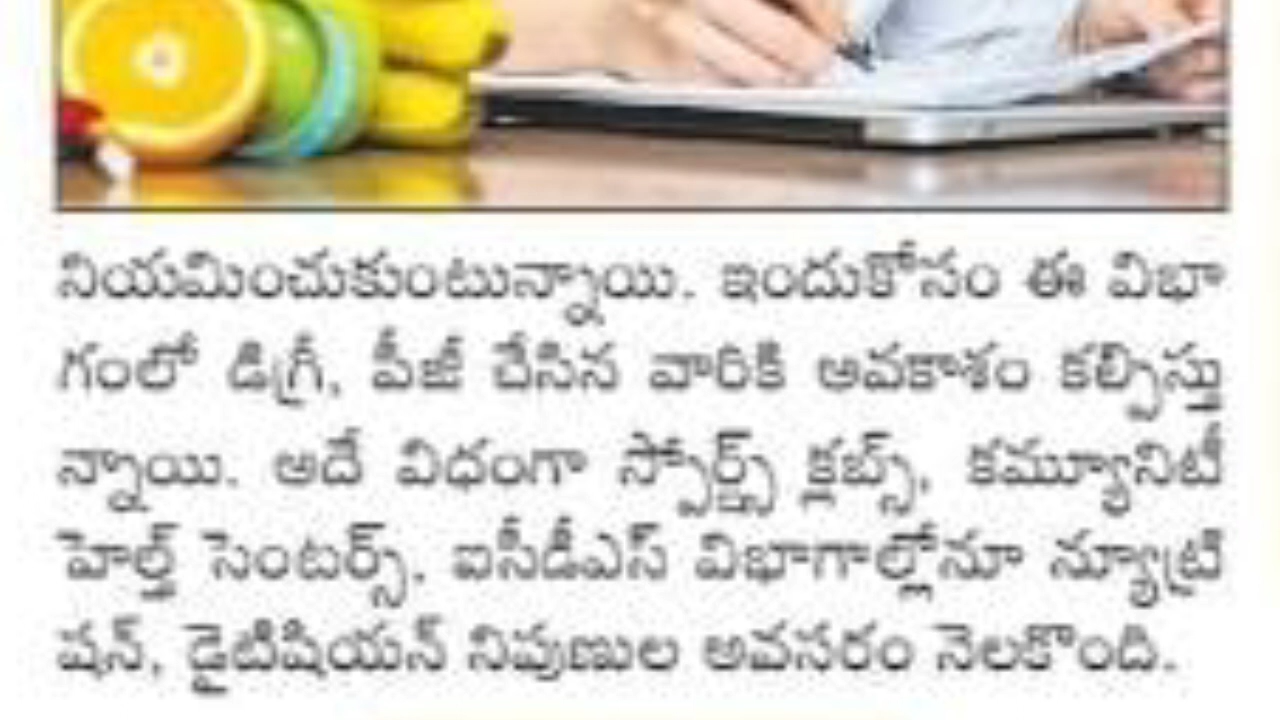 నియమించుకుంటున్నాయి. ఇందుకోసం ఈ విభా
గంలో డిగ్రీ, పీజీ చేసిన వారికి అవకాశం కల్పిస్తు
న్నాయి. అదే విధంగా స్పోర్ట్స్ క్లబ్స్, కమ్యూనిటీ
హెల్త్ సెంటర్స్, ఐసీడీఎస్ విభాగాల్లోనూ న్యూట్రి
షన్, డైటిషియన్ నిపుణుల అవసరం నెలకొంది.